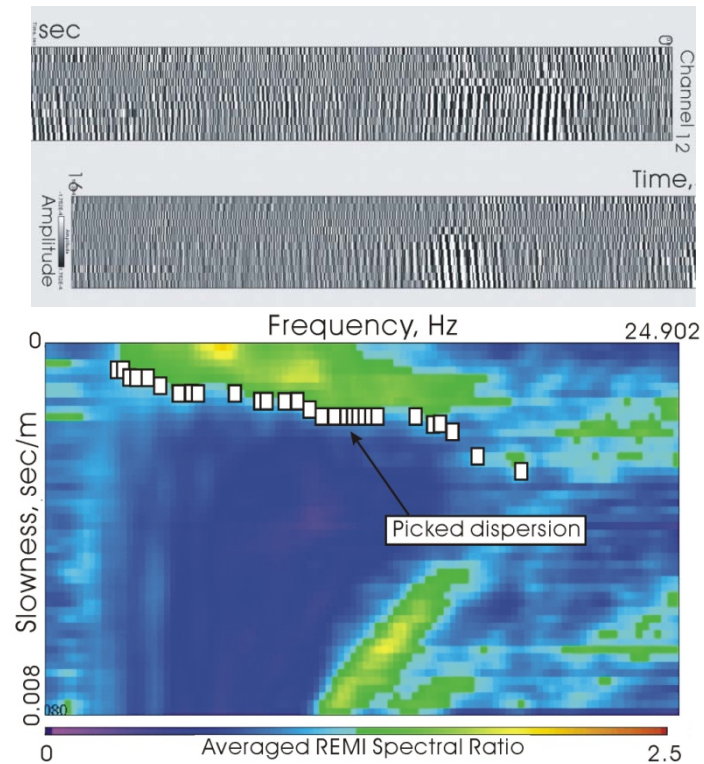 sec
0
Channel 12
16
Time,
Amplitude
Frequency, Hz
0
24.902
Slowness, sec/m
Picked dispersion
0.008
080
0
Averaged REMI Spectral Ratio
2.5